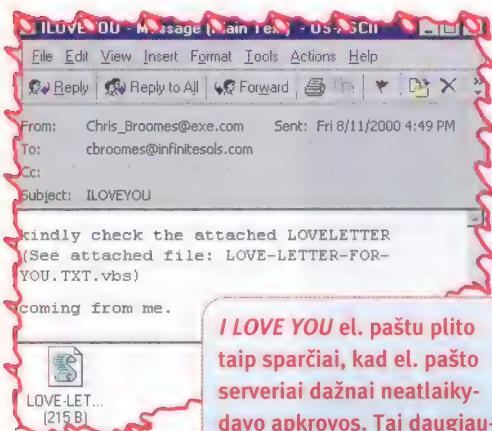 ILOVEYOU - Message (Plain Text) - US-ASCII
File Edit View Insert Format Tools Actions Help
Reply Reply to All Forward
From: Chris_Broomes@exe.com Sent: Fri 8/11/2000 4:49 PM
To: cbroomes@infinitesols.com
Cc:
Subject: ILOVEYOU
kindly check the attached LOVELETTER
(See attached file: LOVE-LETTER-FOR-
YOU.TXT.vbs)
coming from me.
LOVE-LET...
(215 B)
I LOVE YOU el. paštu plito
taip sparčiai, kad el. pašto
serveriai dažnai neatlaiky-
davo apkrovos. Tai daugiau-